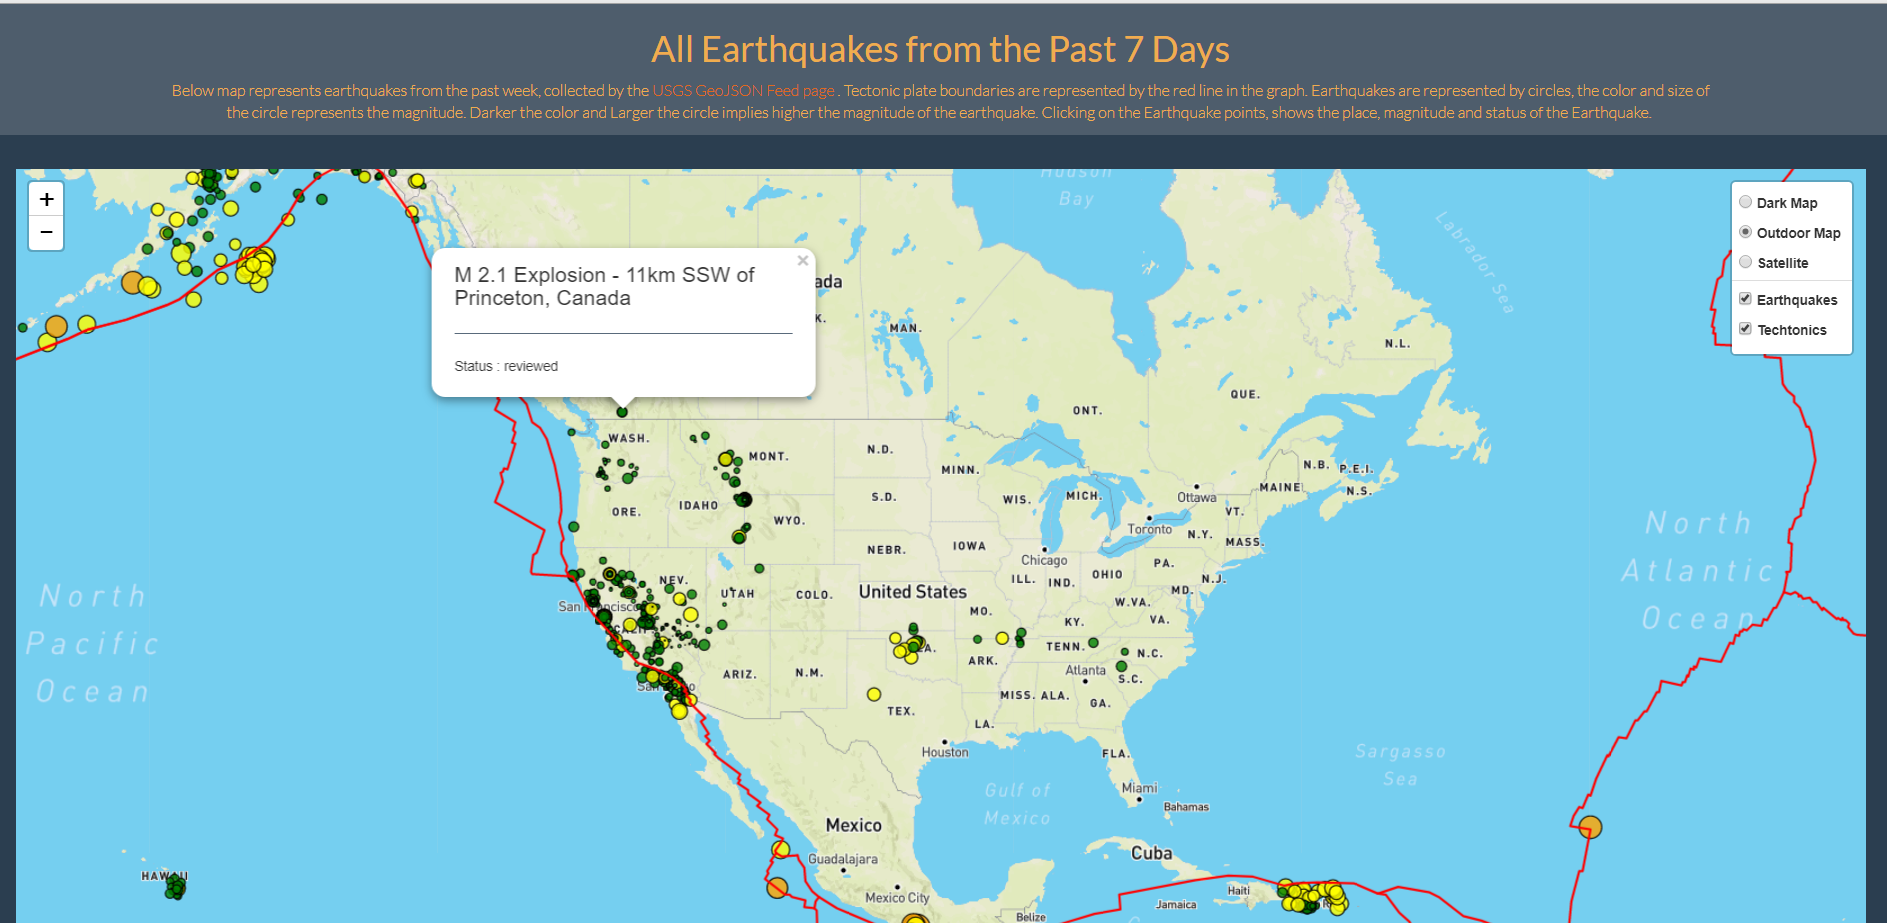 All Earthquakes from the Past 7 Days
Below map represents earthquakes from the past week, collected by the USGS GeoJSON Feed page . Tectonic plate boundaries are represented by the red line in the graph. Earthquakes are represented by circles, the color and size of
the circle represents the magnitude. Darker the color and Larger the circle implies higher the magnitude of the earthquake. Clicking on the Earthquake points, shows the place, magnitude and status of the Earthquake.
+
−
Dark Map
Outdoor Map
Satellite
Earthquakes
Techtonics
M 2.1 Explosion - 11km SSW of
Princeton, Canada
×
Status : reviewed
Hudson
Bay
Labrador Sea
MAN.
N.L.
QUE.
ONT.
WASH.
MONT.
N.D.
MINN.
N.B.
P.E.I.
N.S.
MAINE
Ottawa
ORE.
IDAHO
WYO.
S.D.
WIS.
MICH.
VT.
Toronto
N.Y.
MASS.
NEBR.
IOWA
Chicago
PA.
ILL.
IND.
OHIO
N.J.
MD.
NEV.
UTAH
COLO.
United States
MO.
W.VA.
KY.
VA.
TENN.
N.C.
ARK.
Atlanta
S.C.
ARIZ.
N.M.
MISS.
ALA.
GA.
TEX.
LA.
Houston
FLA.
Miami
Bahamas
North
Pacific
Ocean
North
Atlantic
Ocean
Sargasso
Sea
Gulf of
Mexico
Mexico
Guadalajara
Mexico City
Cuba
Haiti
Jamaica
Belize